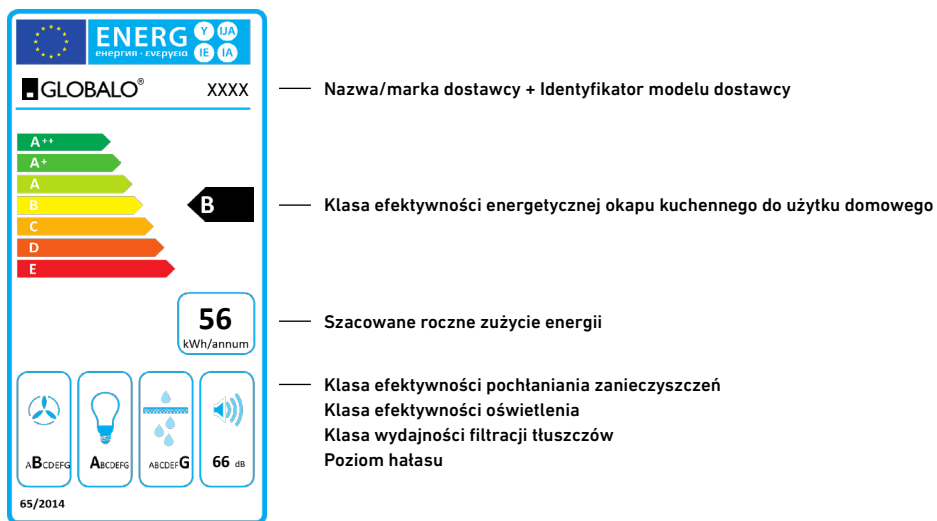 ENERG Y IJA
енергия · ενεργεια IE IA
GLOBALO® XXXX
Nazwa/marka dostawcy + Identyfikator modelu dostawcy
A++
A+
A
B
B
Klasa efektywności energetycznej okapu kuchennego do użytku domowego
C
D
E
56
kWh/annum
Szacowane roczne zużycie energii
Klasa efektywności pochłaniania zanieczyszczeń
Klasa efektywności oświetlenia
Klasa wydajności filtracji tłuszczów
Poziom hałasu
ABCDEFG
ABCDEFG
ABCDEFG
66 dB
65/2014